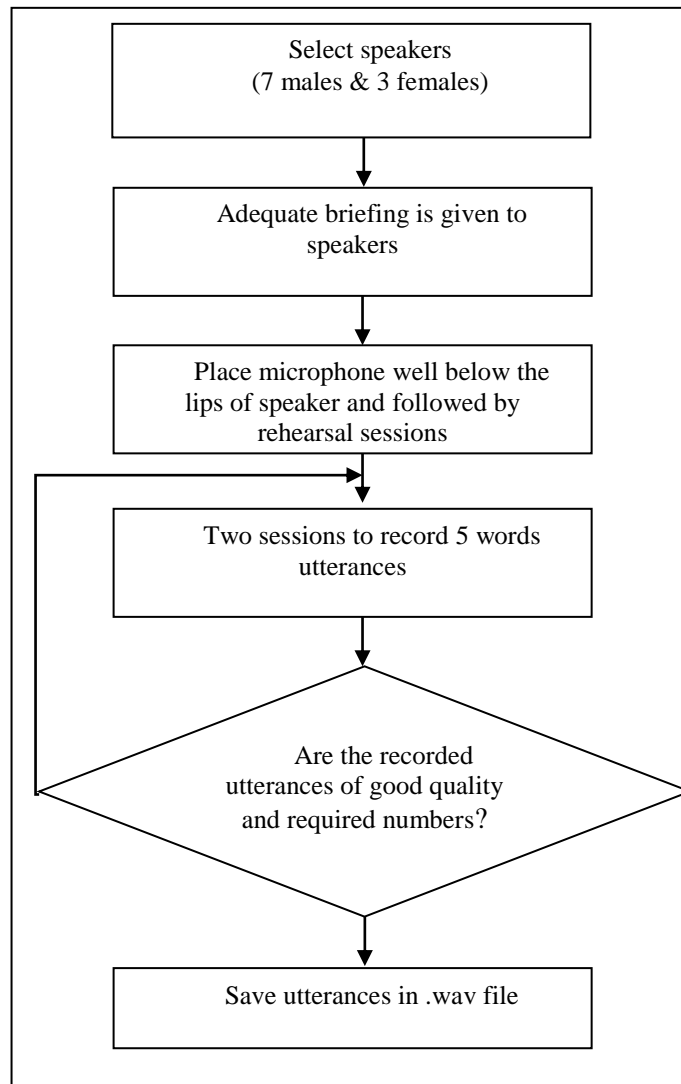 Select speakers
(7 males & 3 females)
Adequate briefing is given to
speakers
Place microphone well below the
lips of speaker and followed by
rehearsal sessions
Two sessions to record 5 words
utterances
Are the recorded
utterances of good quality
and required numbers?
Save utterances in .wav file